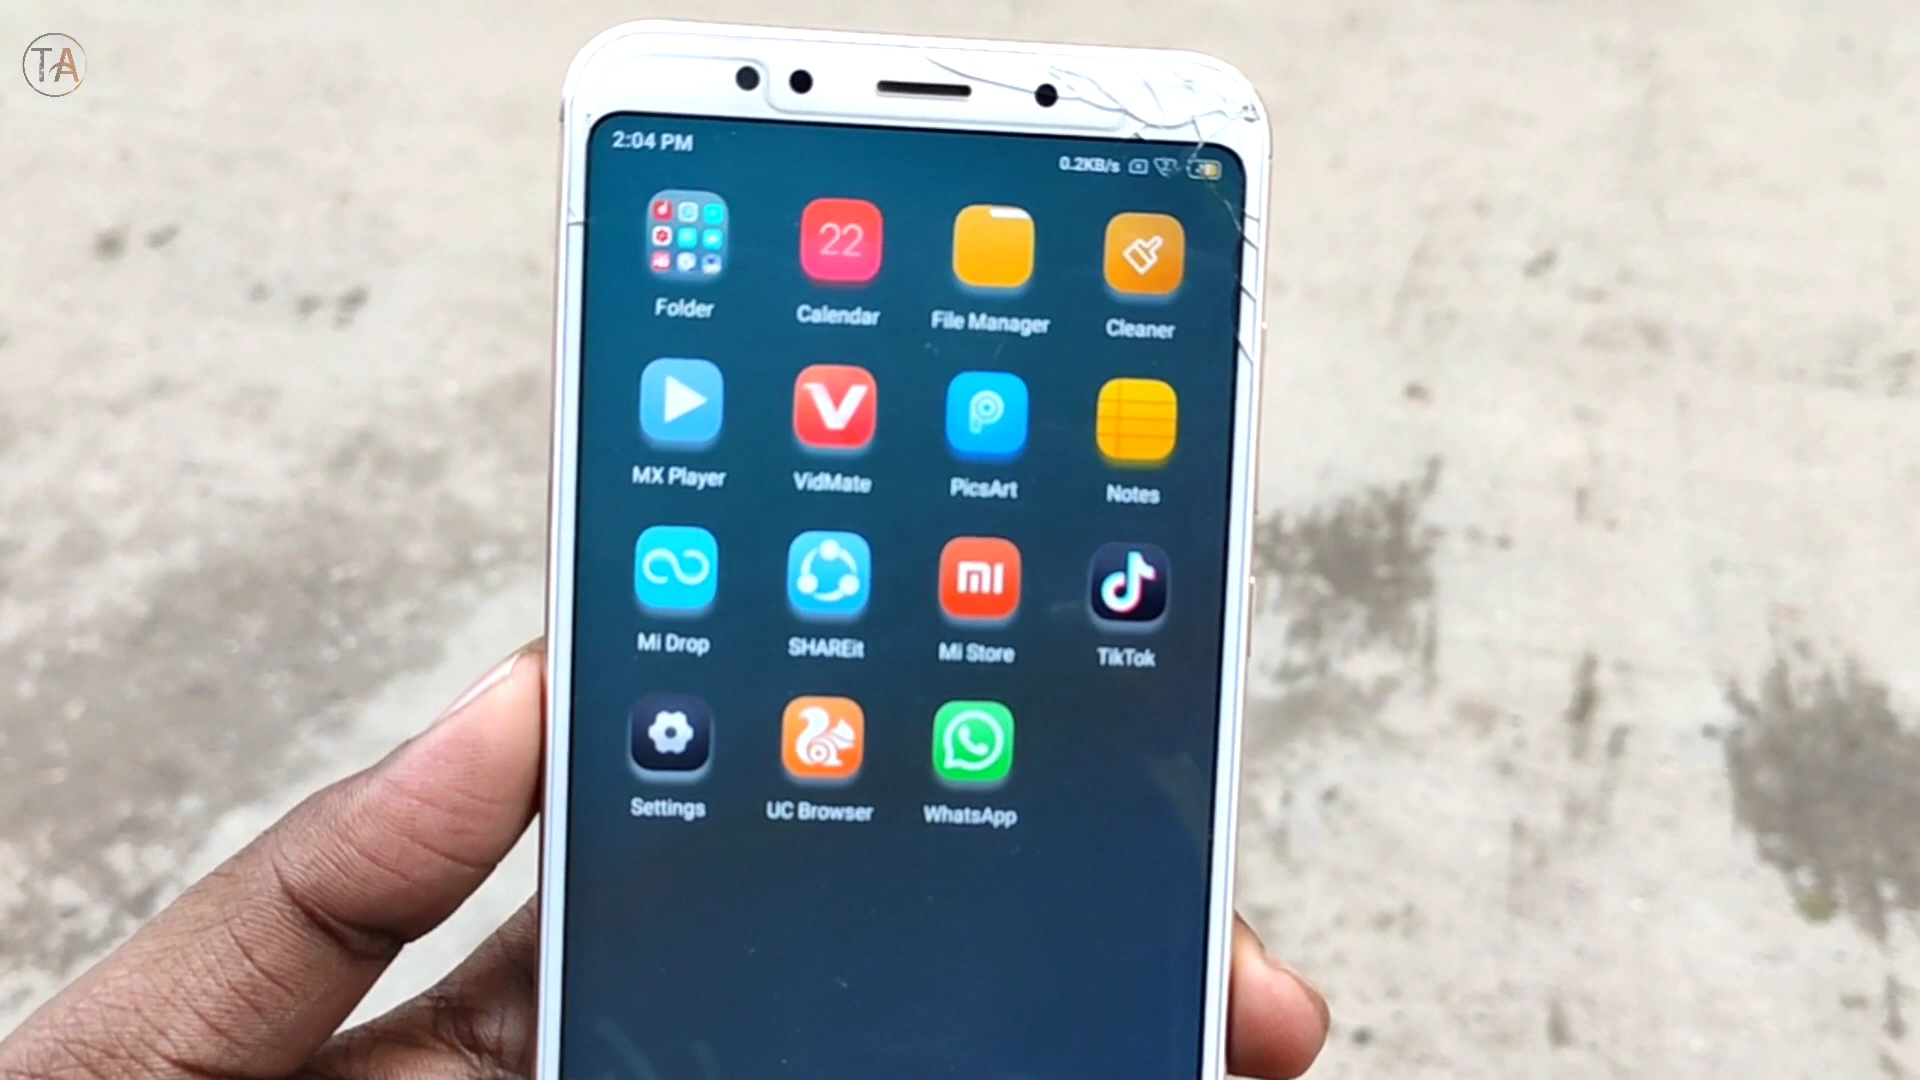 TA
2:04 PM
0.2KB/s
22
Folder Calendar File Manager Cleaner
MX Player VidMate PicsArt Notes
mi
Mi Drop SHAREit Mi Store TikTok
Settings UC Browser WhatsApp